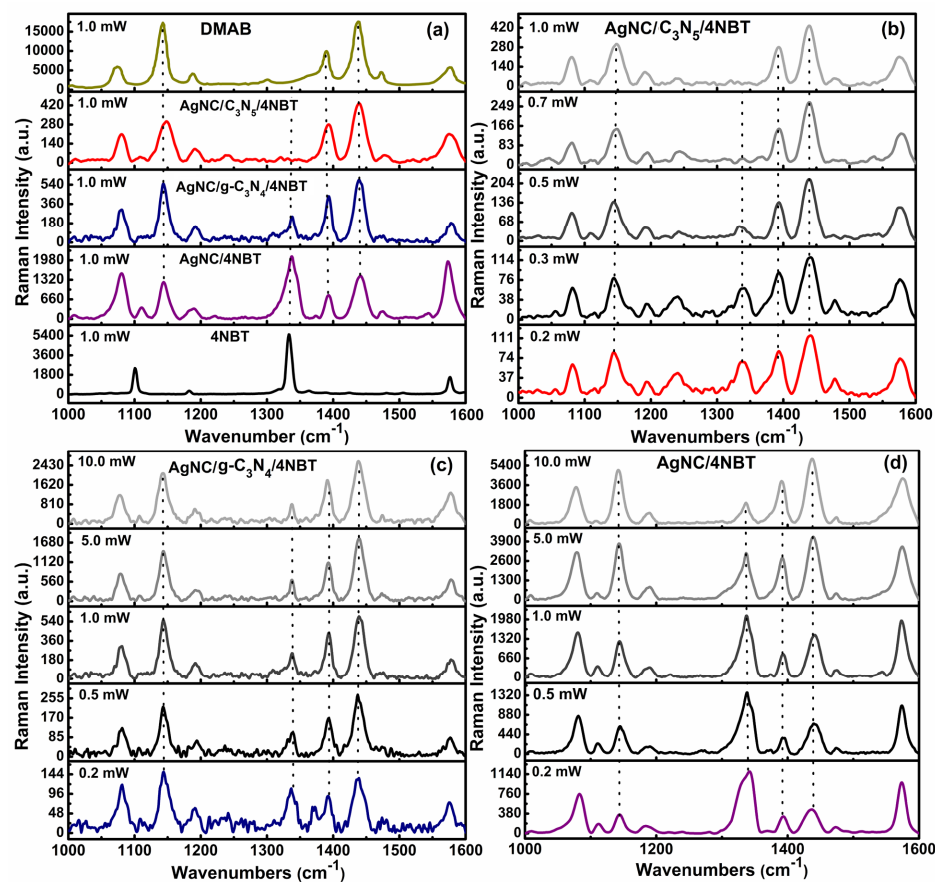 (a)
1.0 mW DMAB
15000
10000
5000
0
1.0 mW AgNC/C₃N₅/4NBT
420
280
140
0
1.0 mW AgNC/g-C₃N₄/4NBT
540
360
180
0
1.0 mW AgNC/4NBT
1980
1320
660
0
1.0 mW 4NBT
5400
3600
1800
0
Raman Intensity (a.u.)
1000 1100 1200 1300 1400 1500 1600
Wavenumber (cm⁻¹)
(b)
AgNC/C₃N₅/4NBT
1.0 mW
420
280
140
0
0.7 mW
249
166
83
0
0.5 mW
204
136
68
0
0.3 mW
114
76
38
0
0.2 mW
111
74
37
0
Raman Intensity (a.u.)
1000 1100 1200 1300 1400 1500 1600
Wavenumbers (cm⁻¹)
(c)
10.0 mW AgNC/g-C₃N₄/4NBT
2430
1620
810
0
5.0 mW
1680
1120
560
0
1.0 mW
540
360
180
0
0.5 mW
255
170
85
0
0.2 mW
144
96
48
0
Raman Intensity (a.u.)
1000 1100 1200 1300 1400 1500 1600
Wavenumbers (cm⁻¹)
(d)
10.0 mW AgNC/4NBT
5600
4200
2800
1400
0
5.0 mW
3900
2600
1300
0
1.0 mW
1980
1320
660
0
0.5 mW
1320
880
440
0
0.2 mW
1140
760
380
0
Raman Intensity (a.u.)
1000 1200 1400 1600
Wavenumbers (cm⁻¹)